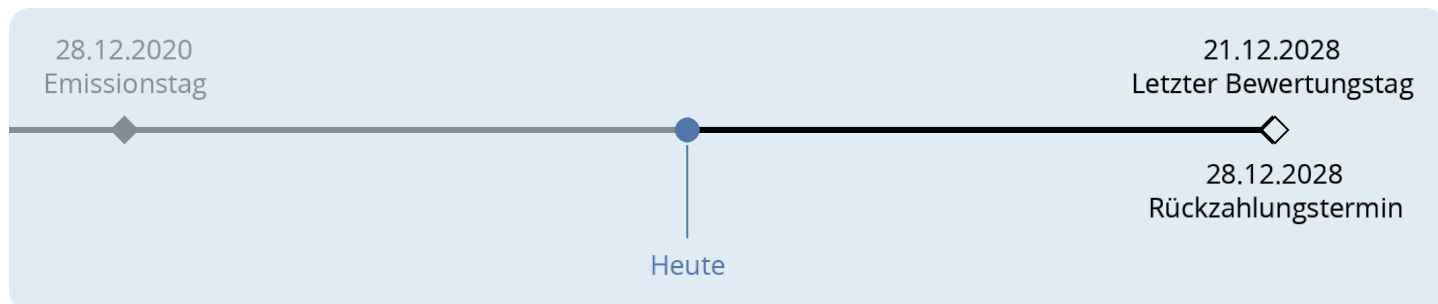 28.12.2020
Emissionstag
21.12.2028
Letzter Bewertungstag
28.12.2028
Rückzahlungstermin
Heute